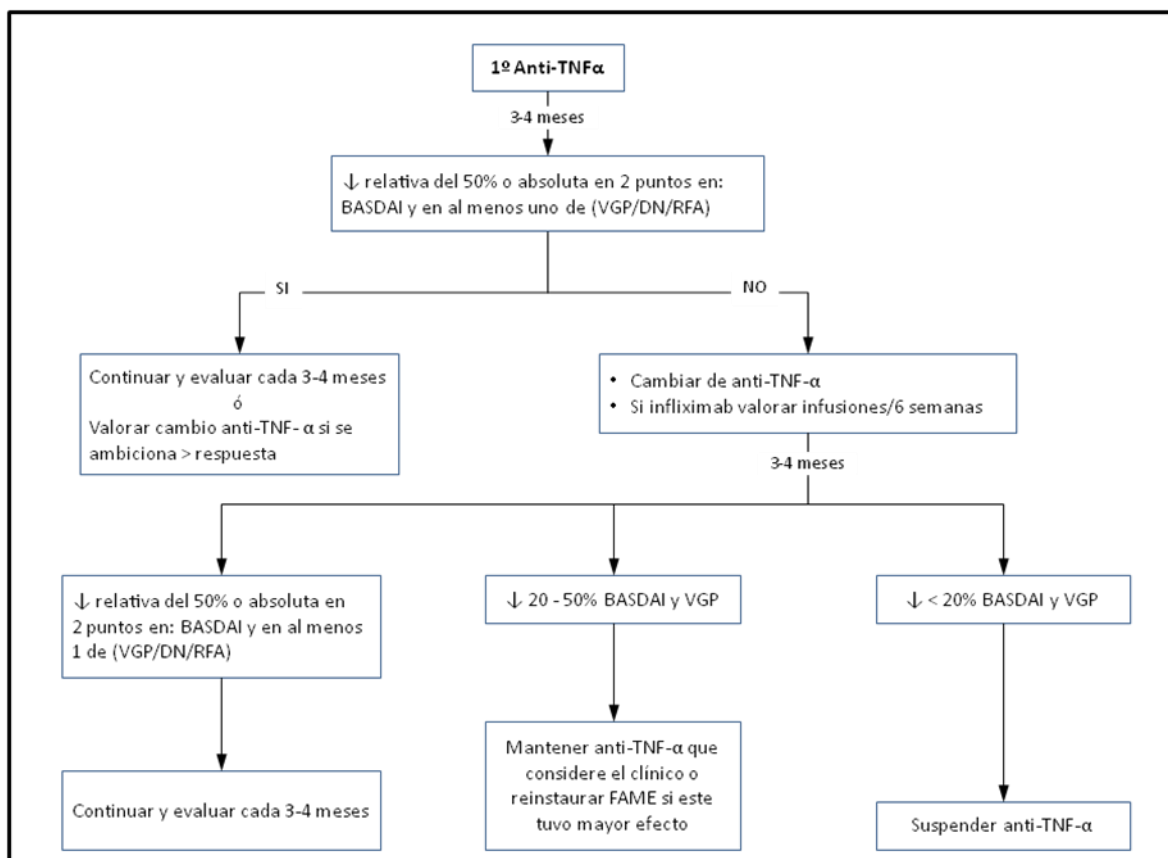 1º Anti-TNFα
3-4 meses
↓ relativa del 50% o absoluta en 2 puntos en:
BASDAI y en al menos uno de (VGP/DN/RFA)
SI
NO
Continuar y evaluar cada 3-4 meses
ó
Valorar cambio anti-TNF- α si se
ambiciona > respuesta
• Cambiar de anti-TNF-α
• Si infliximab valorar infusiones/6 semanas
3-4 meses
↓ relativa del 50% o absoluta en
2 puntos en: BASDAI y en al menos
1 de (VGP/DN/RFA)
↓ 20 - 50% BASDAI y VGP
↓ < 20% BASDAI y VGP
Continuar y evaluar cada 3-4 meses
Mantener anti-TNF-α que
considere el clínico o
reinstaurar FAME si este
tuvo mayor efecto
Suspender anti-TNF-α